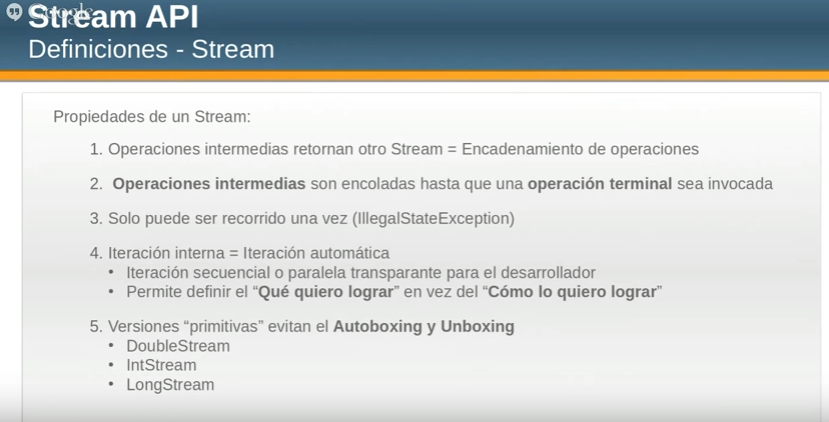 Google
Stream API
Definiciones - Stream
Propiedades de un Stream:
1. Operaciones intermedias retornan otro Stream = Encadenamiento de operaciones
2. Operaciones intermedias son encoladas hasta que una operación terminal sea invocada
3. Solo puede ser recorrido una vez (IllegalStateException)
4. Iteración interna = Iteración automática
• Iteración secuencial o paralela transparante para el desarrollador
• Permite definir el “Qué quiero lograr” en vez del “Cómo lo quiero lograr”
5. Versiones “primitivas” evitan el Autoboxing y Unboxing
• DoubleStream
• IntStream
• LongStream